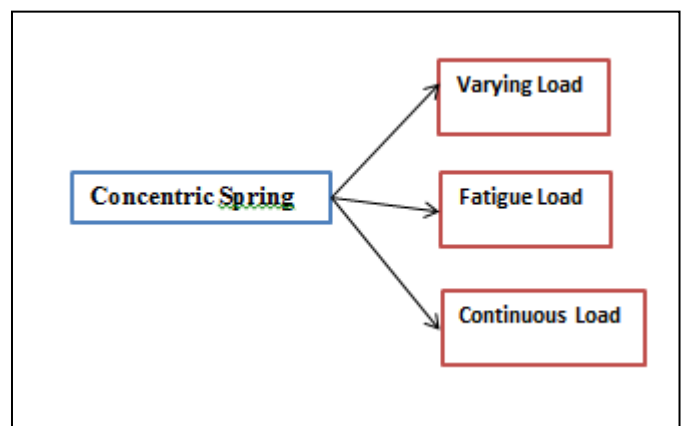 Varying Load
Concentric Spring
Fatigue Load
Continuous Load